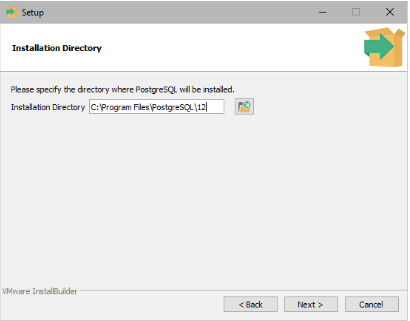 Setup
Installation Directory
Please specify the directory where PostgreSQL will be installed.
Installation Directory C:\Program Files\PostgreSQL\12
VMware InstallBuilder
< Back Next > Cancel